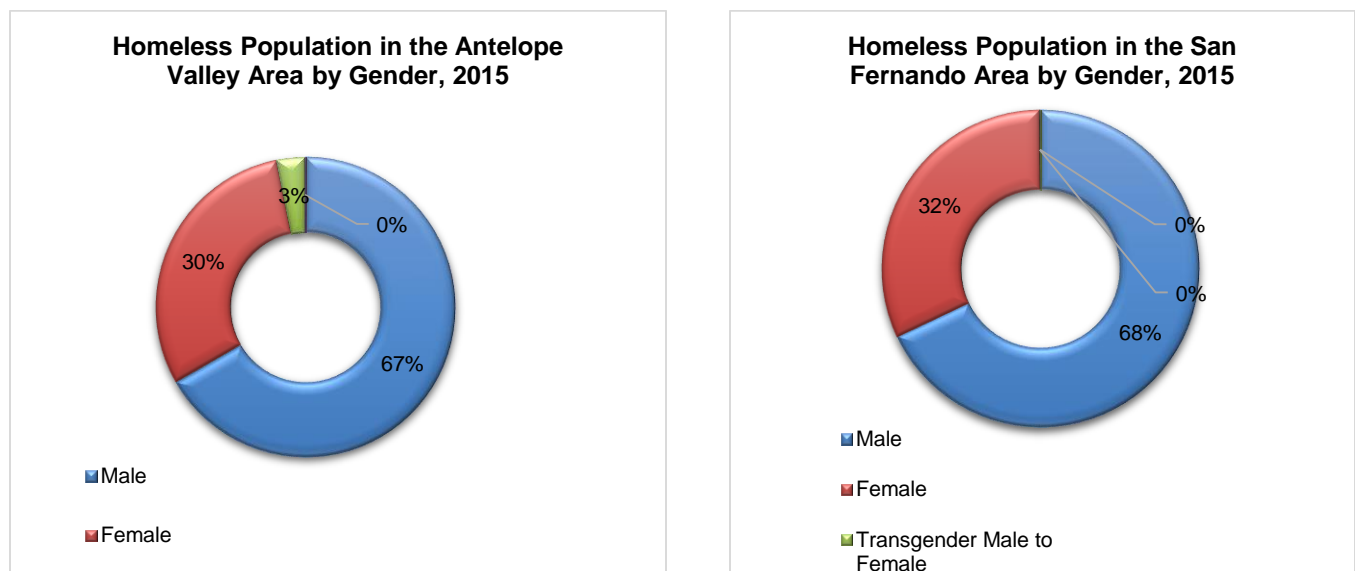 Homeless Population in the Antelope
Valley Area by Gender, 2015
3%
0%
30%
67%
Male
Female
Homeless Population in the San
Fernando Area by Gender, 2015
32%
0%
0%
68%
Male
Female
Transgender Male to
Female